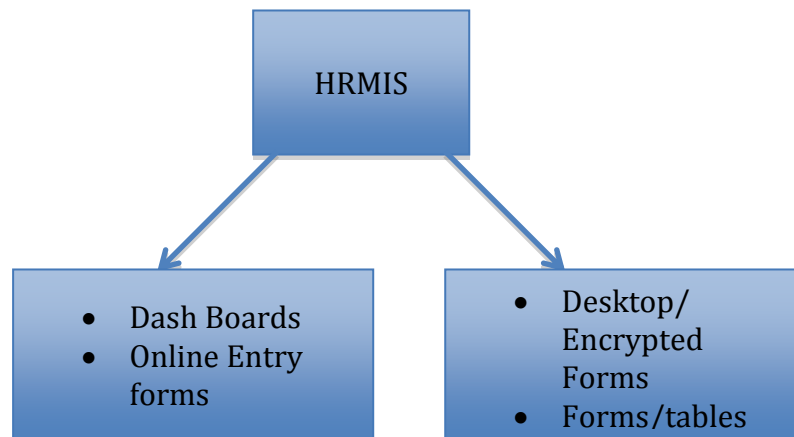 HRMIS
• Dash Boards
• Online Entry
forms
• Desktop/
Encrypted
Forms
• Forms/tables